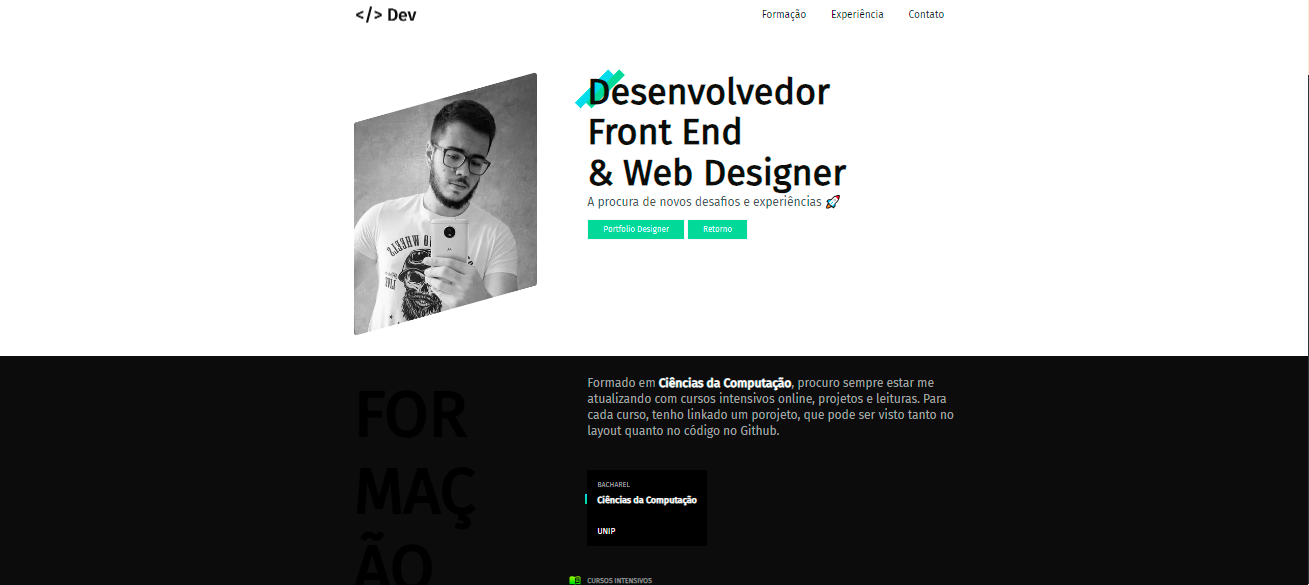 </> Dev
Formação Experiência Contato
Desenvolvedor
Front End
& Web Designer
A procura de novos desafios e experiências 🚀
Portfolio Designer Retorno
WHEELS
FOR
MAÇ
ÃO
Formado em Ciências da Computação, procuro sempre estar me
atualizando com cursos intensivos online, projetos e leituras. Para
cada curso, tenho linkado um porojeto, que pode ser visto tanto no
layout quanto no código no Github.
BACHAREL
Ciências da Computação
UNIP
CURSOS INTENSIVOS